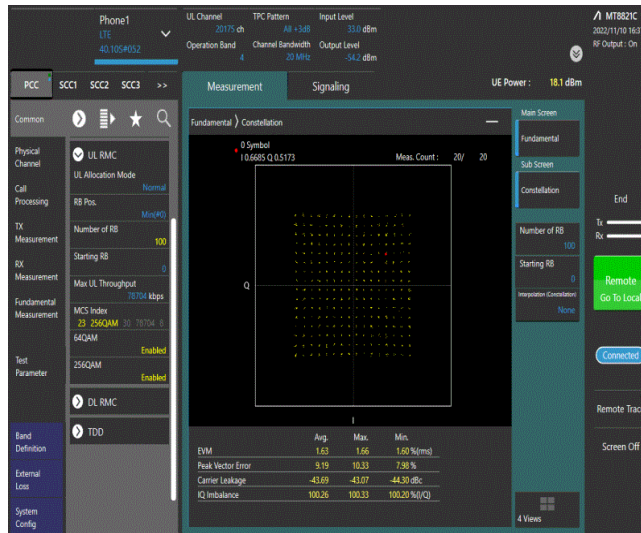 Phone1
LTE
40.10S#052
UL Channel
20175 ch
TPC Pattern
All +3dB
Input Level
33.0 dBm
Operation Band
4
Channel Bandwidth
20 MHz
Output Level
-54.2 dBm
MT8821C
2022/11/10 16:3
RF Output : On
PCC
SCC1
SCC2
SCC3
>>
Measurement
Signaling
UE Power : 18.1 dBm
Common
Physical Channel
Call Processing
TX Measurement
RX Measurement
Fundamental Measurement
Test Parameter
Band Definition
External Loss
System Config
UL RMC
UL Allocation Mode
Normal
RB Pos.
Min(#0)
Number of RB
100
Starting RB
0
Max UL Throughput
78704 kbps
MCS Index
23 256QAM 30 78704 6
64QAM
Enabled
256QAM
Enabled
DL RMC
TDD
Fundamental ⟩ Constellation
0 Symbol
I 0.6685 Q 0.5173
Meas. Count : 20/ 20
Q
I
Avg. Max. Min.
EVM 1.63 1.66 1.60 %(rms)
Peak Vector Error 9.19 10.33 7.98 %
Carrier Leakage -43.69 -43.07 -44.30 dBc
IQ Imbalance 100.26 100.33 100.20 %(I/Q)
Main Screen
Fundamental
Sub Screen
Constellation
Number of RB
100
Starting RB
0
Interpolation (Constellation)
None
4 Views
End
Tx
Rx
Remote
Go To Local
Connected
Remote Trac
Screen Off